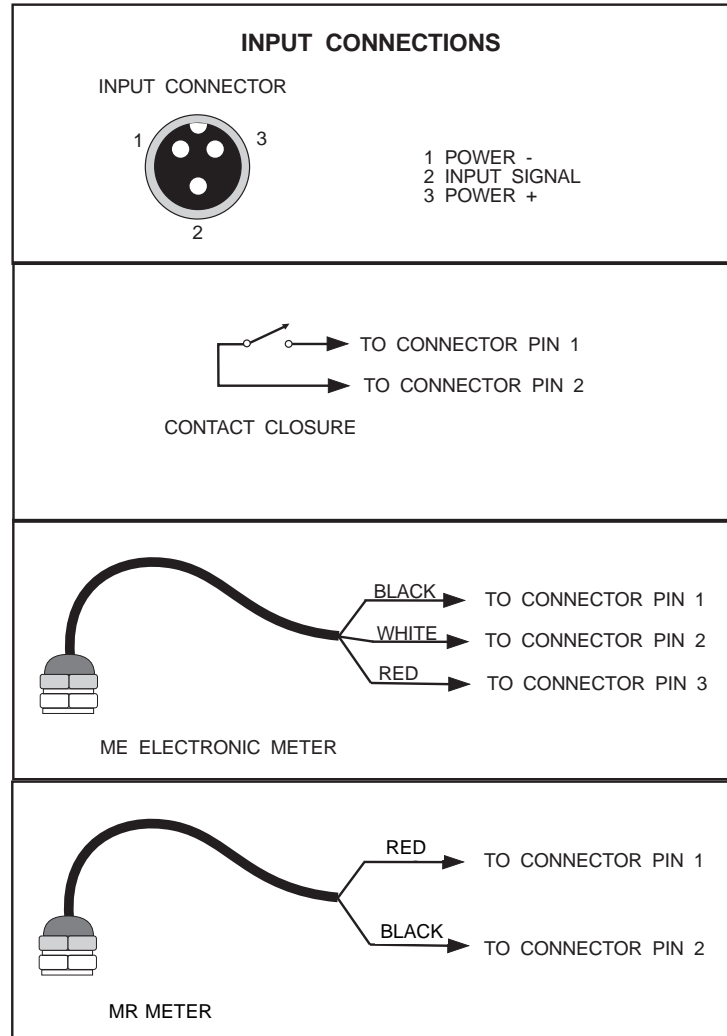 INPUT CONNECTIONS
INPUT CONNECTOR
1
3
2
1 POWER -
2 INPUT SIGNAL
3 POWER +
TO CONNECTOR PIN 1
TO CONNECTOR PIN 2
CONTACT CLOSURE
BLACK TO CONNECTOR PIN 1
WHITE TO CONNECTOR PIN 2
RED TO CONNECTOR PIN 3
ME ELECTRONIC METER
RED TO CONNECTOR PIN 1
BLACK TO CONNECTOR PIN 2
MR METER